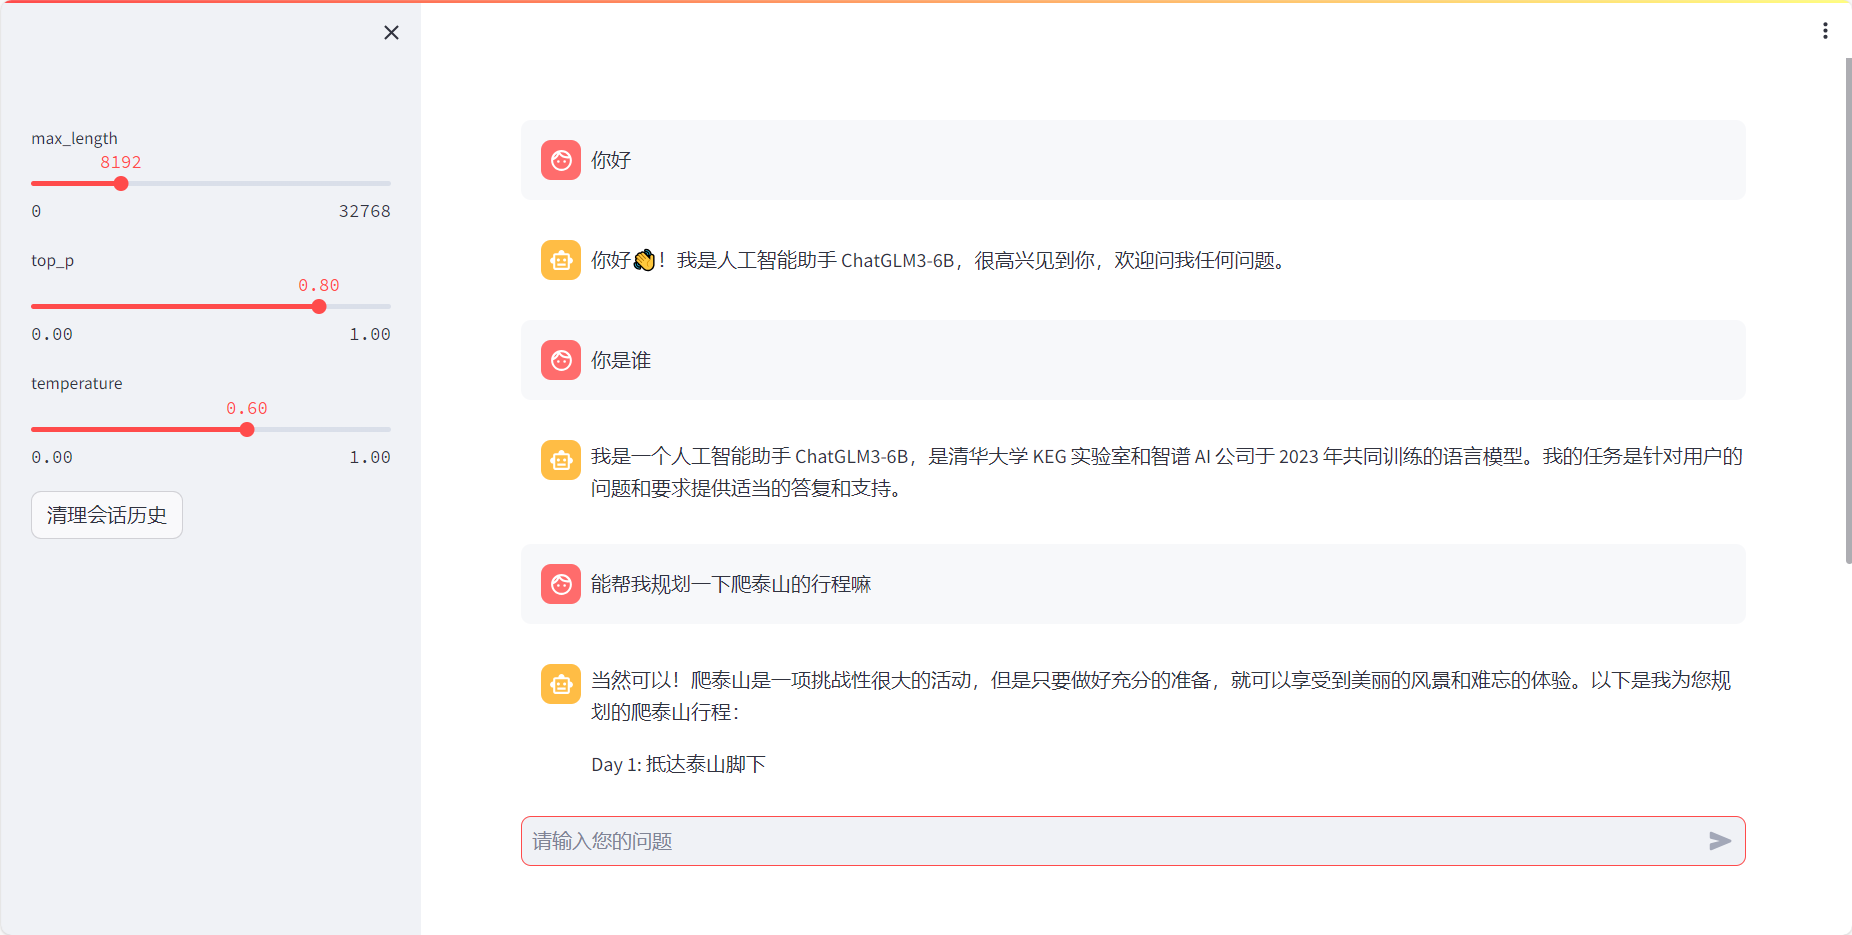 max_length
8192
0 32768
top_p
0.80
0.00 1.00
temperature
0.60
0.00 1.00
清理会话历史
你好
你好👏！我是人工智能助手 ChatGLM3-6B，很高兴见到你，欢迎问我任何问题。
你是谁
我是一个人工智能助手 ChatGLM3-6B，是清华大学 KEG 实验室和智谱 AI 公司于 2023 年共同训练的语言模型。我的任务是针对用户的
问题和要求提供适当的答复和支持。
能帮我规划一下爬泰山的行程嘛
当然可以！爬泰山是一项挑战性很大的活动，但是只要做好充分的准备，就可以享受到美丽的风景和难忘的体验。以下是我为您规
划的爬泰山行程：
Day 1: 抵达泰山脚下
请输入您的问题